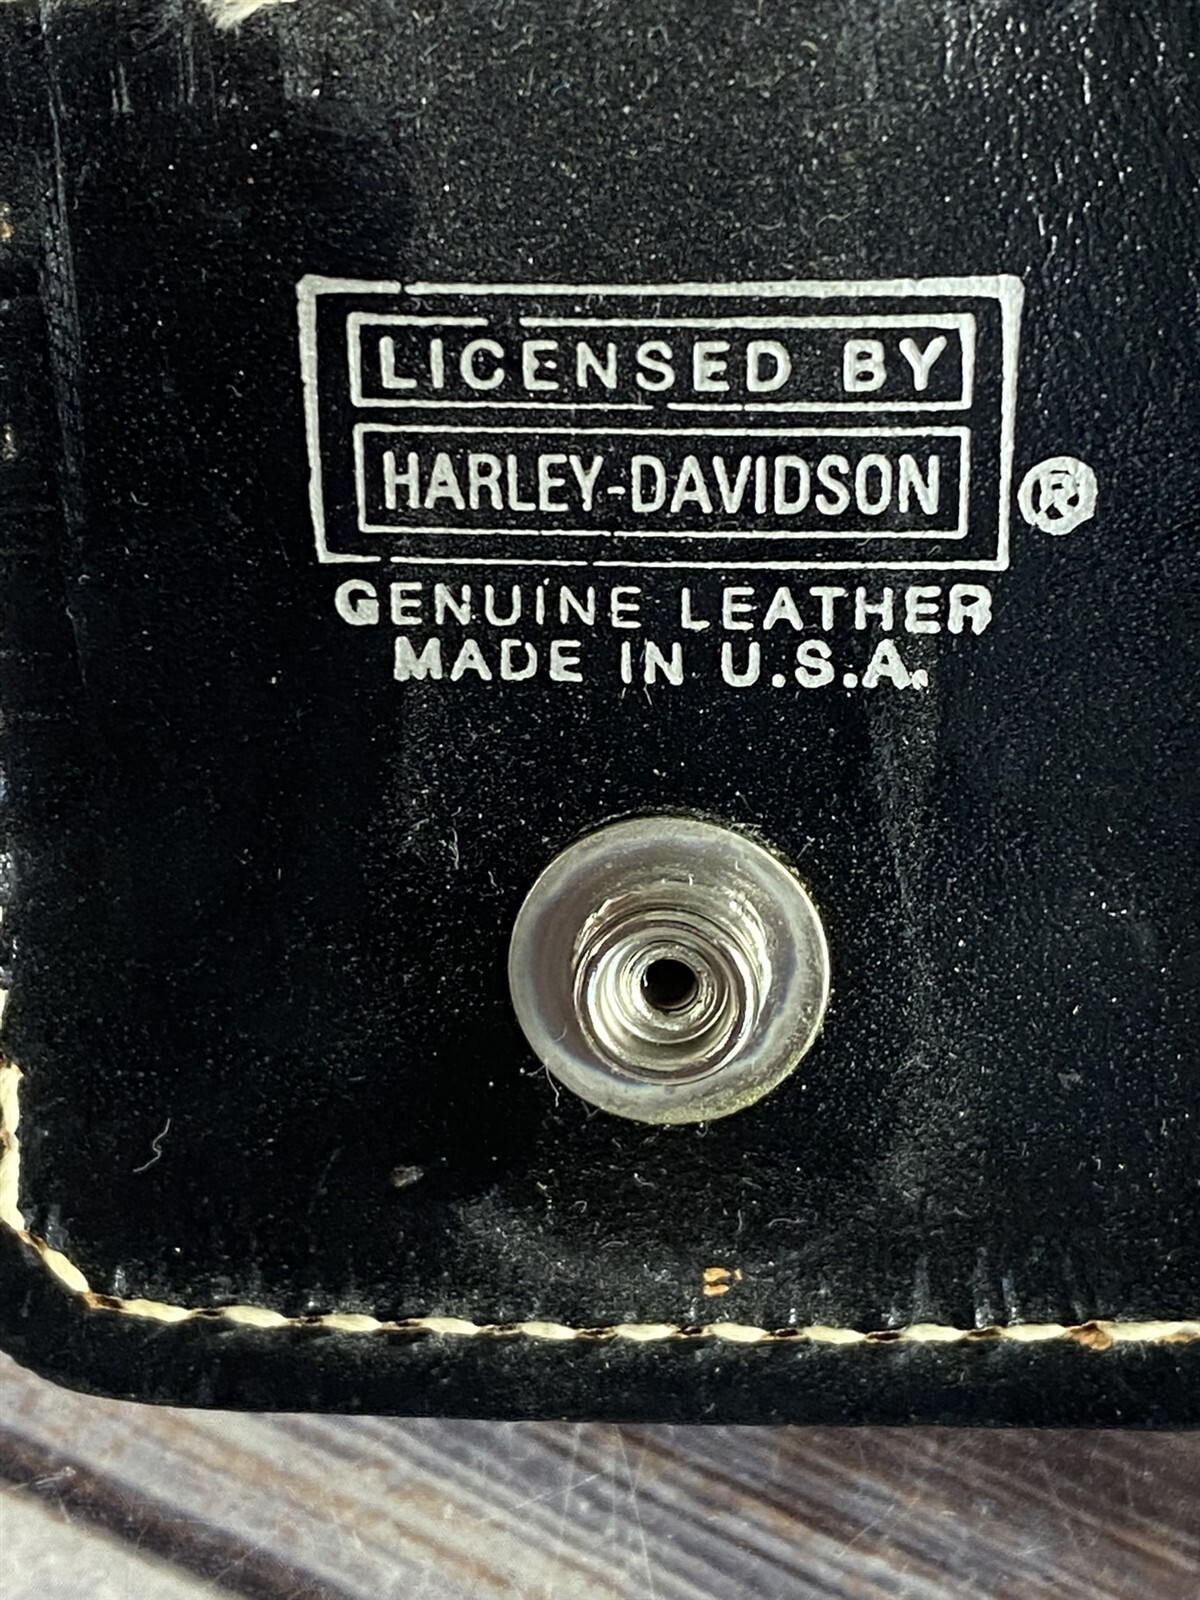 LICENSED BY
HARLEY-DAVIDSON ®
GENUINE LEATHER
MADE IN U.S.A.